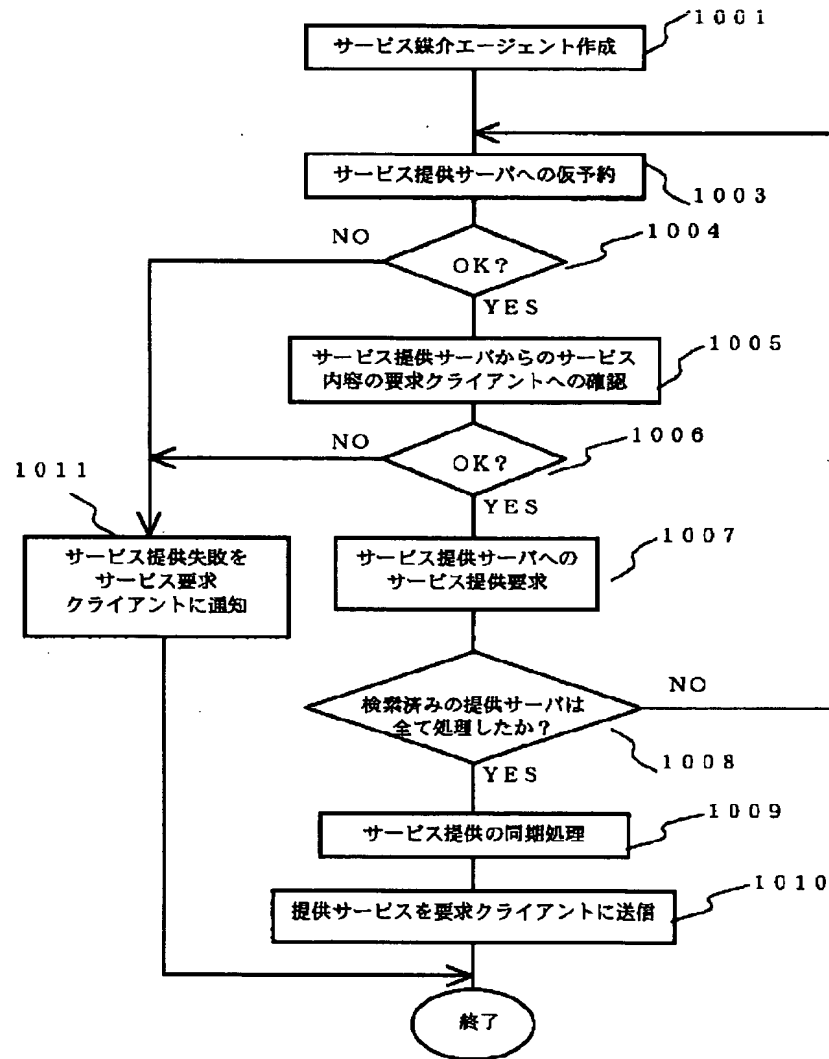 1001
サービス媒介エージェント作成
サービス提供サーバへの仮予約
1003
NO
1004
OK?
YES
サービス提供サーバからのサービス
内容の要求クライアントへの確認
1005
NO
1006
OK?
YES
1011
サービス提供失敗を
サービス要求
クライアントに通知
サービス提供サーバへの
サービス提供要求
1007
NO
検索済みの提供サーバは
全て処理したか?
1008
YES
1009
サービス提供の同期処理
1010
提供サービスを要求クライアントに送信
終了